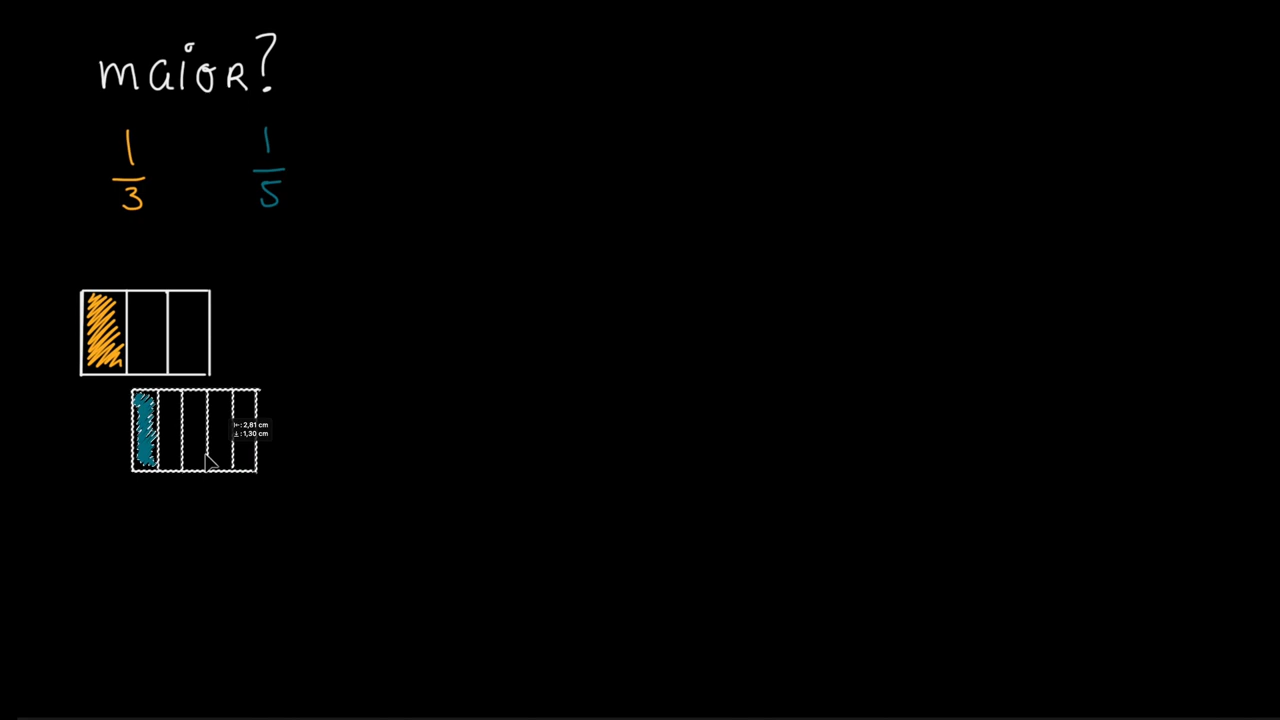 maior?
1/3 1/5
⊢: 2,81 cm
⊥: 1,30 cm